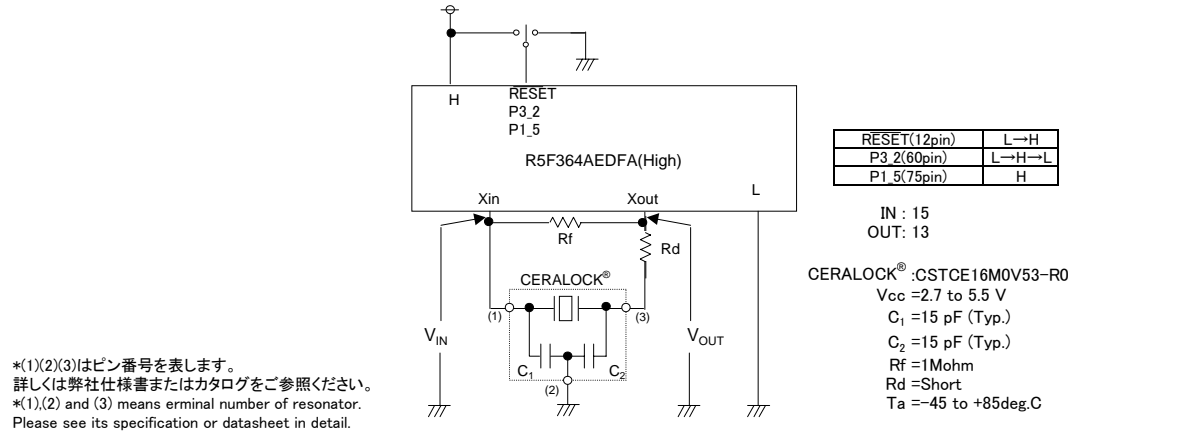 H
RESET
P3_2
P1_5
R5F364AEDFA(High)
L
Xin
Xout
Rf
Rd
CERALOCK®
(1)
(3)
VIN
VOUT
C1
C2
(2)
RESET(12pin) L→H
P3_2(60pin) L→H→L
P1_5(75pin) H
IN : 15
OUT: 13
CERALOCK® :CSTCE16M0V53-R0
Vcc =2.7 to 5.5 V
C1 =15 pF (Typ.)
C2 =15 pF (Typ.)
Rf =1Mohm
Rd =Short
Ta =-45 to +85deg.C
*(1)(2)(3)はピン番号を表します。
詳しくは弊社仕様書またはカタログをご参照ください。
*(1),(2) and (3) means erminal number of resonator.
Please see its specification or datasheet in detail.